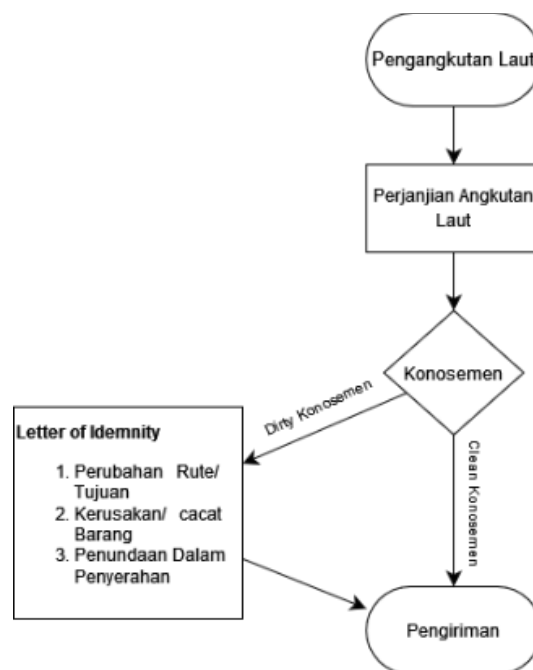 Pengangkutan Laut
Perjanjian Angkutan
Laut
Konosemen
Dirty Konosemen
Clean Konosemen
Letter of Idemnity
1. Perubahan Rute/
Tujuan
2. Kerusakan/ cacat
Barang
3. Penundaan Dalam
Penyerahan
Pengiriman